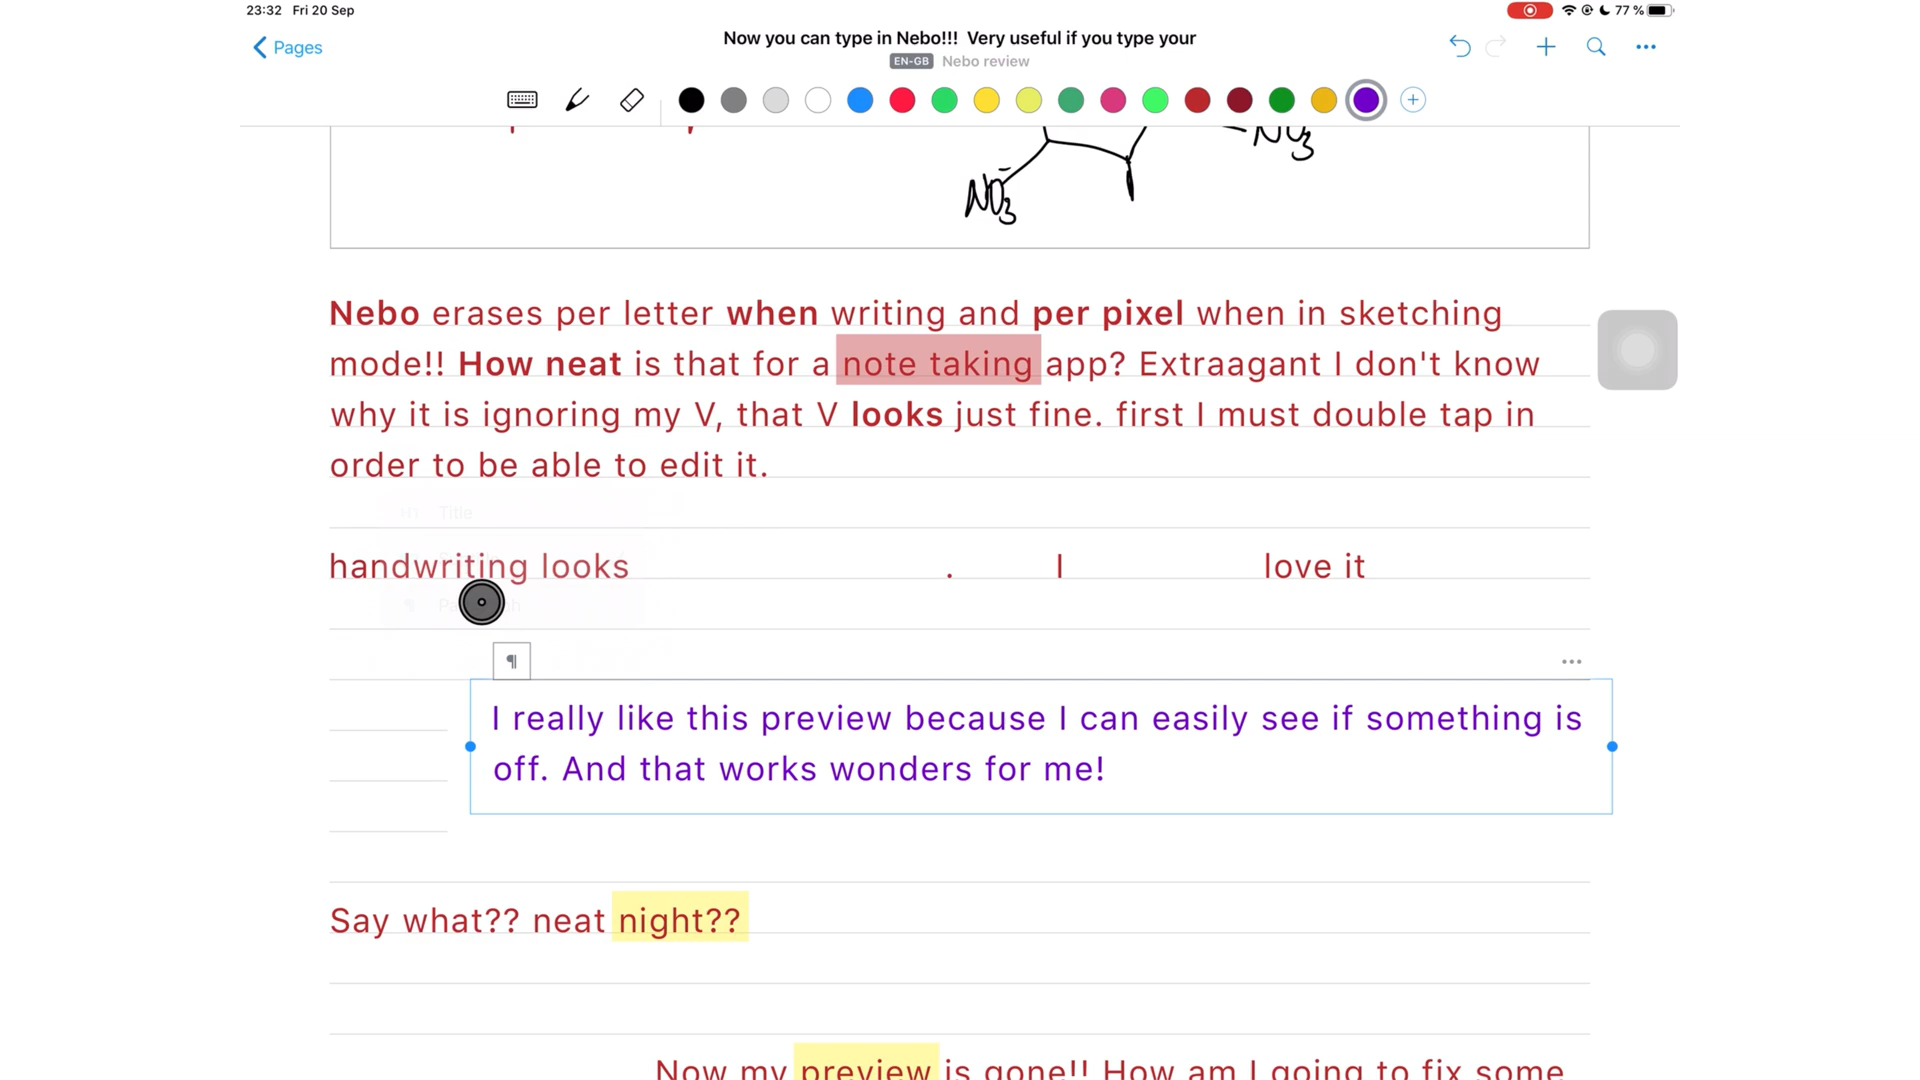 23:32 Fri 20 Sep
77 %
Pages
Now you can type in Nebo!!! Very useful if you type your
EN-GB Nebo review
NO3
NO3
Nebo erases per letter when writing and per pixel when in sketching
mode!! How neat is that for a note taking app? Extraagant I don't know
why it is ignoring my V, that V looks just fine. first I must double tap in
order to be able to edit it.
H1 Title
handwriting looks . I love it
¶
¶
I really like this preview because I can easily see if something is
off. And that works wonders for me!
Say what?? neat night??
Now my preview is gone!! How am I going to fix some